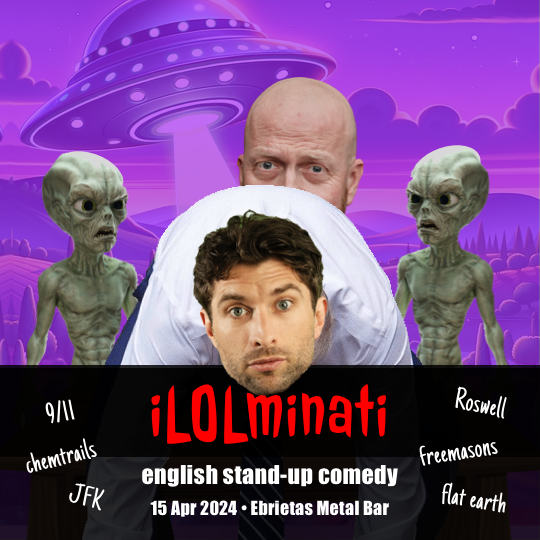 9/11
chemtrails
JFK
iLOLminati
Roswell
freemasons
flat earth
english stand-up comedy
15 Apr 2024 • Ebrietas Metal Bar